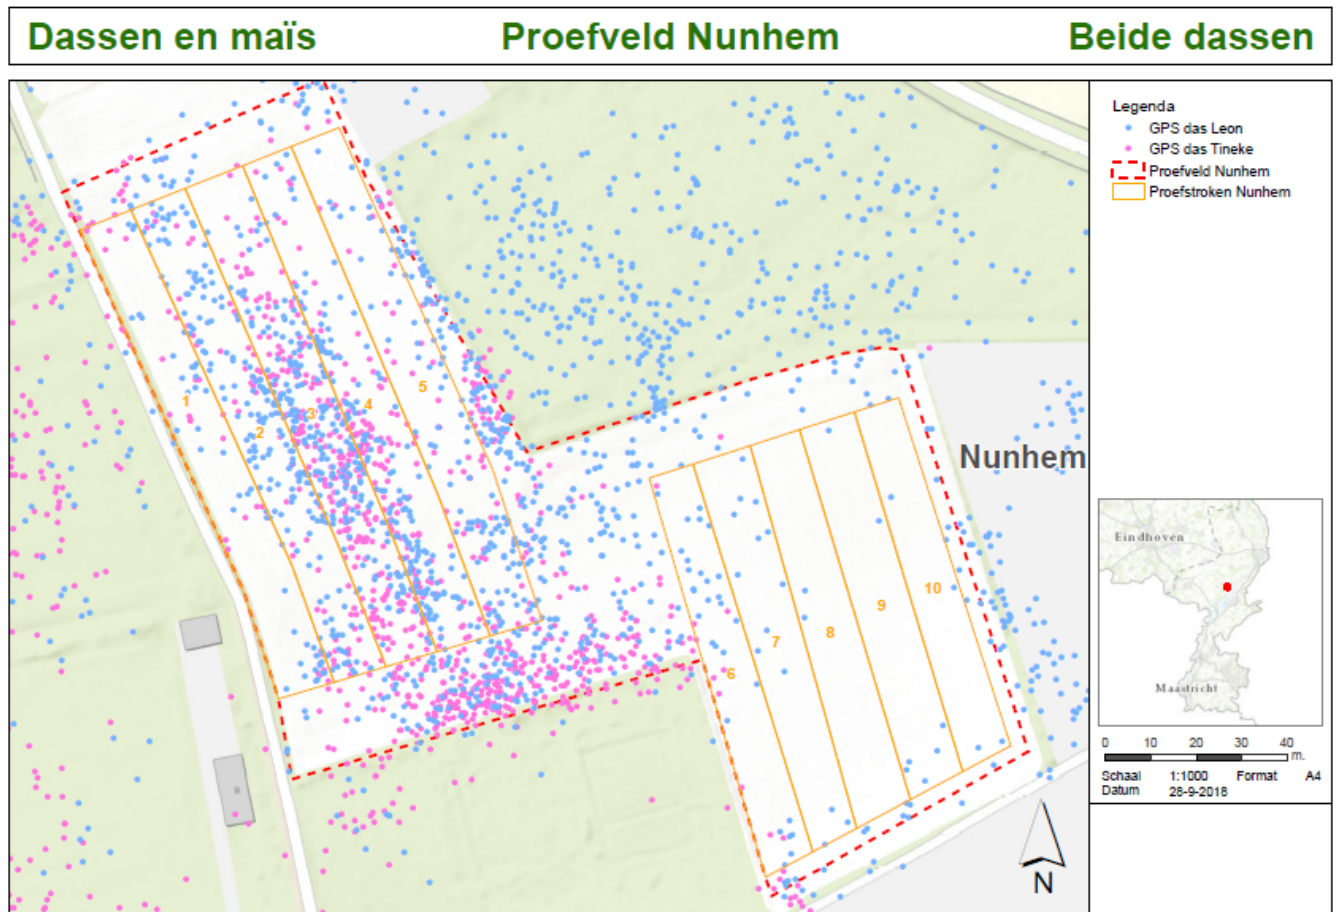 Dassen en maïs Proefveld Nunhem Beide dassen
Legenda
GPS das Leon
GPS das Tineke
Proefveld Nunhem
Proefstroken Nunhem
1
2
3
4
5
6
7
8
9
10
Nunhem
Eindhoven
Maastricht
0 10 20 30 40
m.
Schaal 1:1000 Format A4
Datum 28-9-2018
N